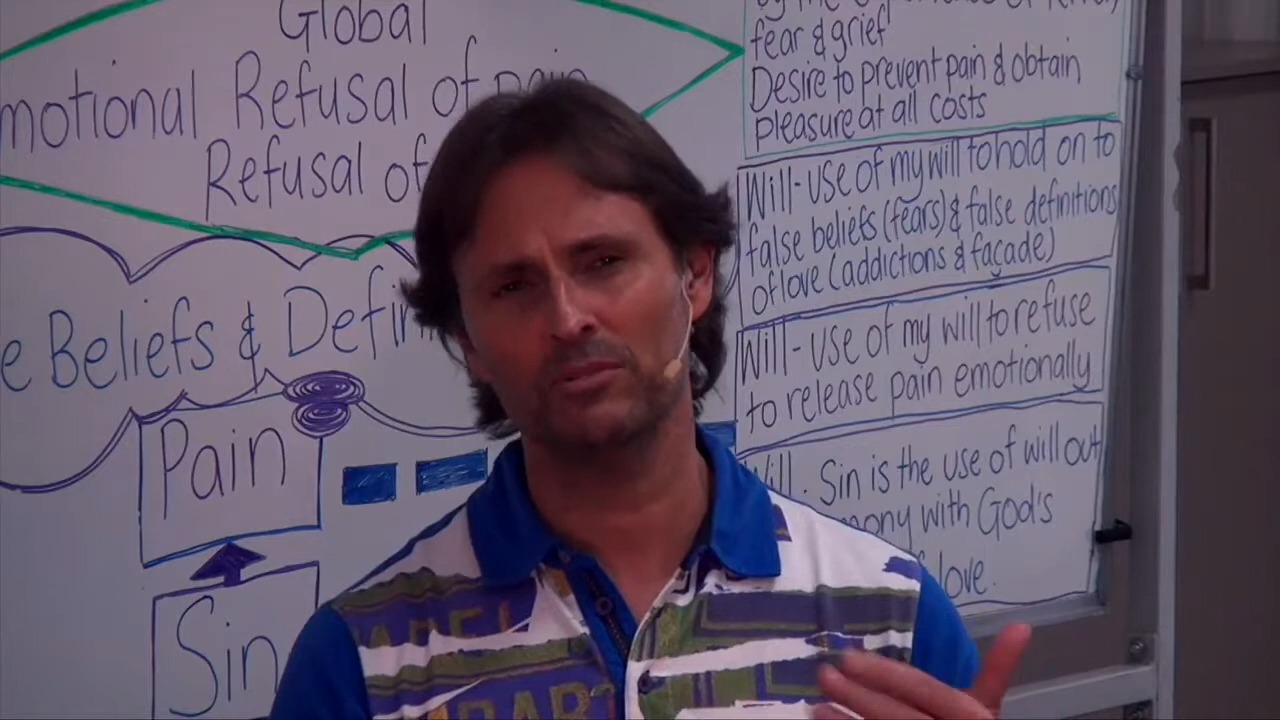 Global
motional Refusal of pain
Refusal of
e Beliefs & Defin
Pain
Sin
fear & grief
Desire to prevent pain & obtain
pleasure at all costs
Will - use of my will to hold on to
false beliefs (fears) & false definitions
of love (addictions & façade)
Will - use of my will to refuse
to release pain emotionally
Will. Sin is the use of will out
mony with God's
love.